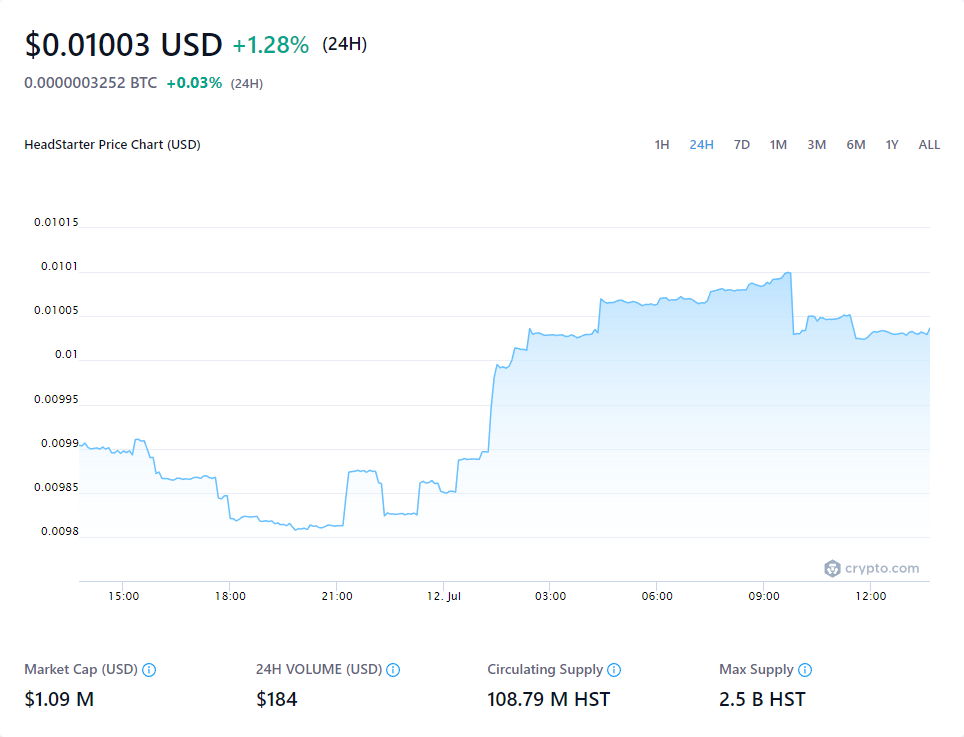 $0.01003 USD +1.28% (24H)
0.0000003252 BTC +0.03% (24H)
HeadStarter Price Chart (USD) 1H 24H 7D 1M 3M 6M 1Y ALL
0.01015
0.0101
0.01005
0.01
0.00995
0.0099
0.00985
0.0098
crypto.com
15:00 18:00 21:00 12. Jul 03:00 06:00 09:00 12:00
Market Cap (USD) 24H VOLUME (USD) Circulating Supply Max Supply
$1.09 M $184 108.79 M HST 2.5 B HST